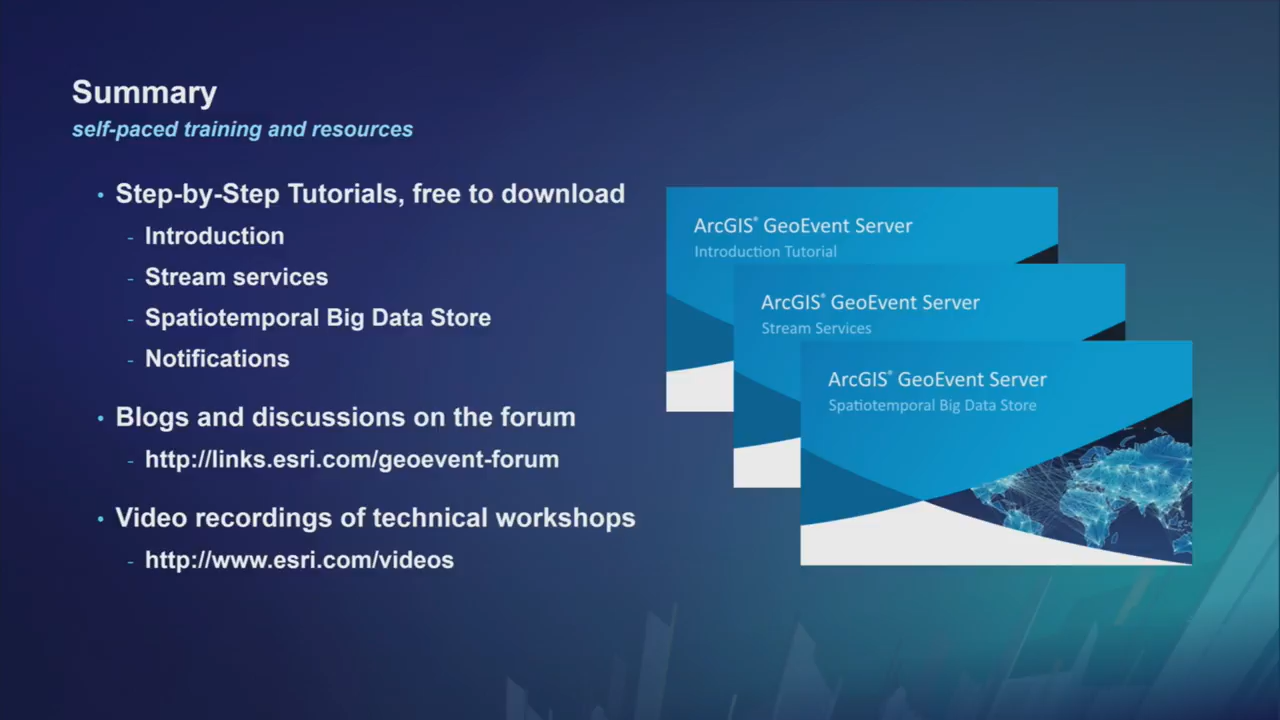 Summary
self-paced training and resources
• Step-by-Step Tutorials, free to download
- Introduction
- Stream services
- Spatiotemporal Big Data Store
- Notifications
• Blogs and discussions on the forum
- http://links.esri.com/geoevent-forum
• Video recordings of technical workshops
- http://www.esri.com/videos
ArcGIS® GeoEvent Server
Introduction Tutorial
ArcGIS® GeoEvent Server
Stream Services
ArcGIS® GeoEvent Server
Spatiotemporal Big Data Store